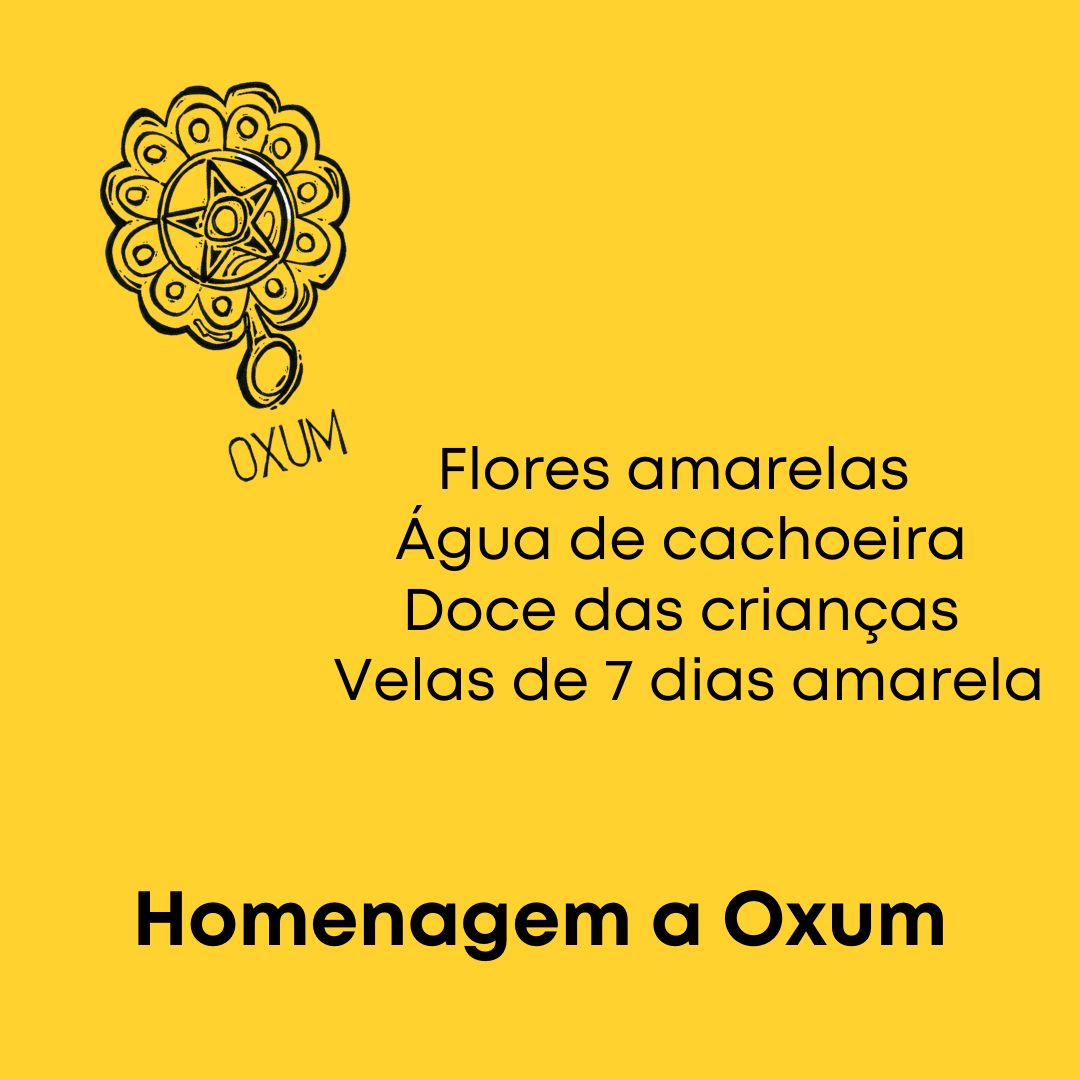 OXUM
Flores amarelas
Água de cachoeira
Doce das crianças
Velas de 7 dias amarela
Homenagem a Oxum